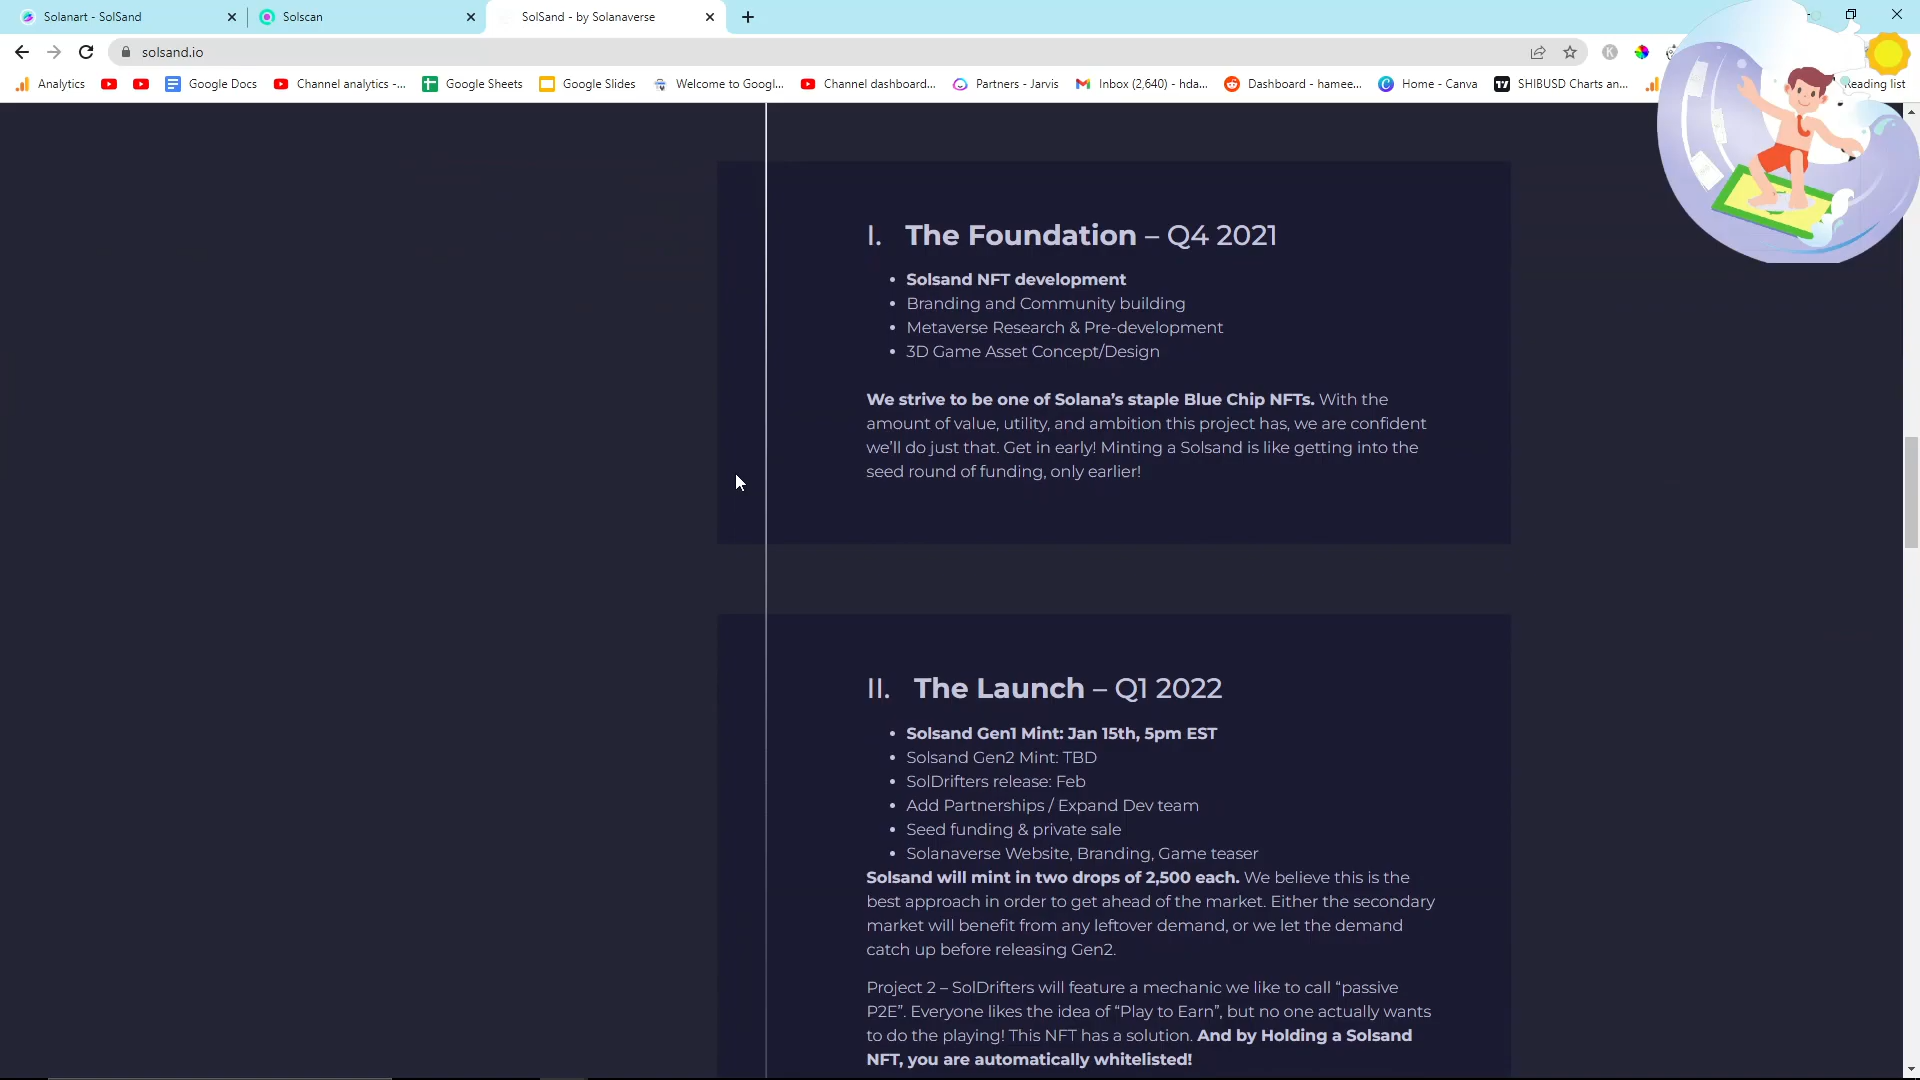 Solanart - SolSand
Solscan
SolSand - by Solanaverse
solsand.io
Analytics
Google Docs
Channel analytics -...
Google Sheets
Google Slides
Welcome to Googl...
Channel dashboard...
Partners - Jarvis
Inbox (2,640) - hda...
Dashboard - hamee...
Home - Canva
SHIBUSD Charts an...
Reading list
I. The Foundation – Q4 2021
• Solsand NFT development
• Branding and Community building
• Metaverse Research & Pre-development
• 3D Game Asset Concept/Design
We strive to be one of Solana’s staple Blue Chip NFTs. With the
amount of value, utility, and ambition this project has, we are confident
we’ll do just that. Get in early! Minting a Solsand is like getting into the
seed round of funding, only earlier!
II. The Launch – Q1 2022
• Solsand Gen1 Mint: Jan 15th, 5pm EST
• Solsand Gen2 Mint: TBD
• SolDrifters release: Feb
• Add Partnerships / Expand Dev team
• Seed funding & private sale
• Solanaverse Website, Branding, Game teaser
Solsand will mint in two drops of 2,500 each. We believe this is the
best approach in order to get ahead of the market. Either the secondary
market will benefit from any leftover demand, or we let the demand
catch up before releasing Gen2.
Project 2 – SolDrifters will feature a mechanic we like to call “passive
P2E”. Everyone likes the idea of “Play to Earn”, but no one actually wants
to do the playing! This NFT has a solution. And by Holding a Solsand
NFT, you are automatically whitelisted!